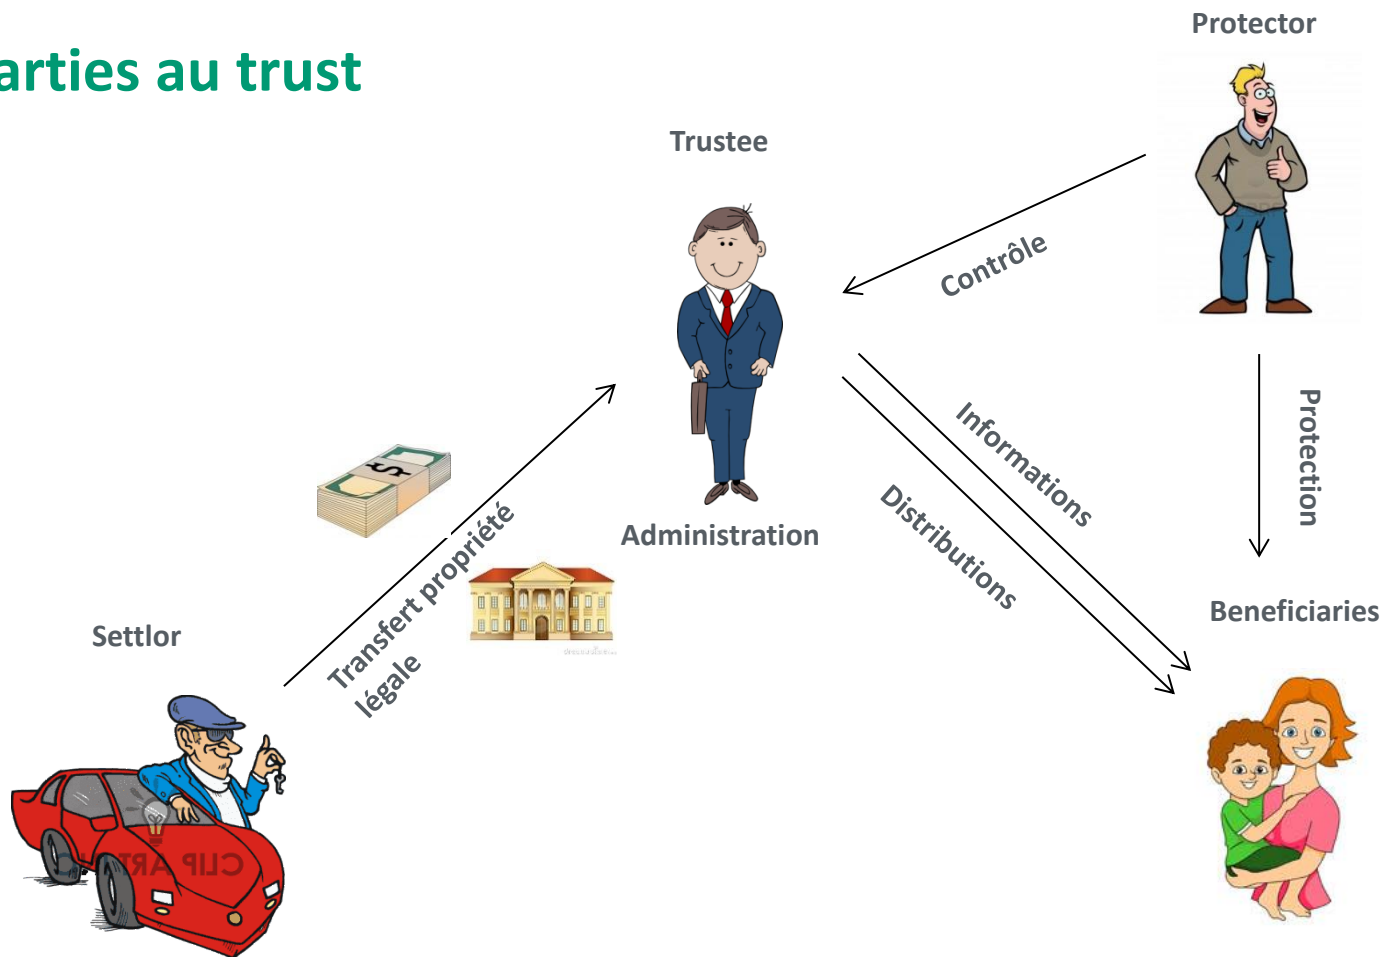 arties au trust
Protector
Trustee
Contrôle
Protection
Informations
Distributions
Administration
Transfert propriété
légale
Settlor
Beneficiaries
$